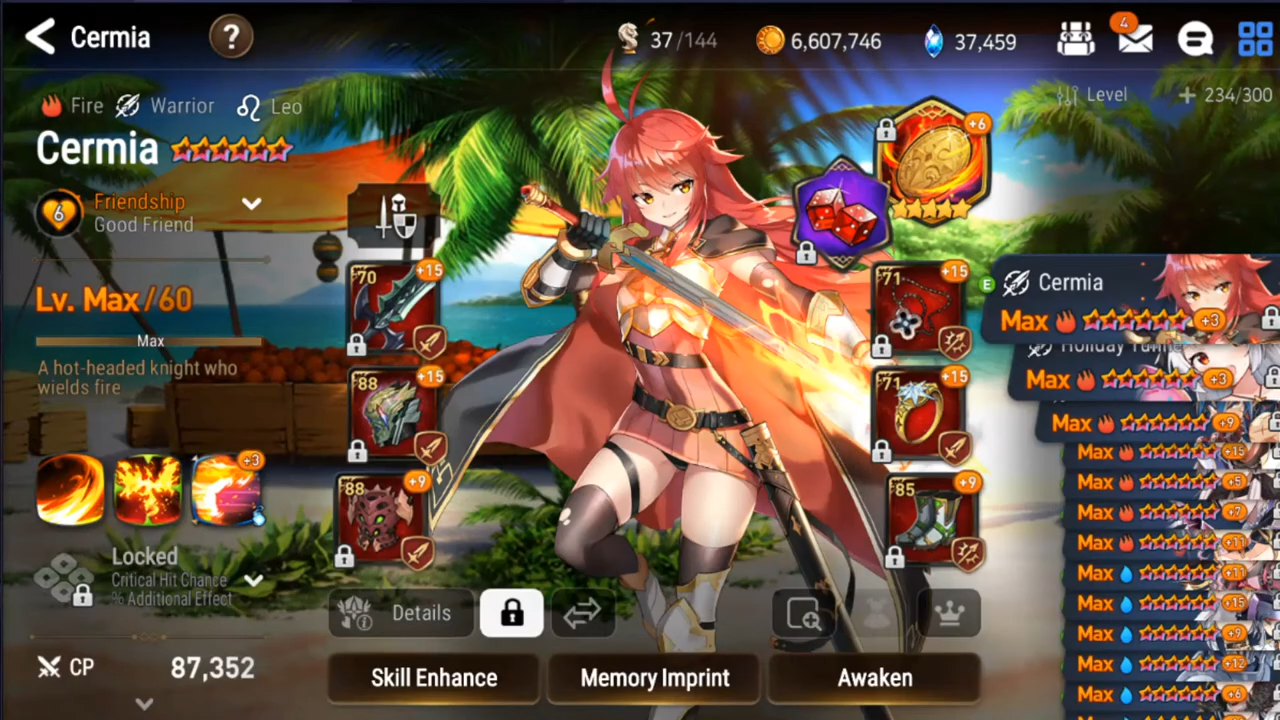 Cermia
?
37/144
6,607,746
37,459
4
Fire Warrior Leo
Level
234/300
Cermia
+6
6
Friendship
Good Friend
Lv. Max/60
Max
A hot-headed knight who
wields fire
70
+15
88
+15
88
+9
71
+15
71
+15
85
+9
E
Cermia
Max
+3
Holiday
Max
+3
Max
+9
Max
+15
Max
+5
Max
+7
Max
+11
Max
+11
Max
+15
Max
+9
Max
+12
Max
+6
+3
Locked
Critical Hit Chance
% Additional Effect
Details
CP
87,352
Skill Enhance
Memory Imprint
Awaken